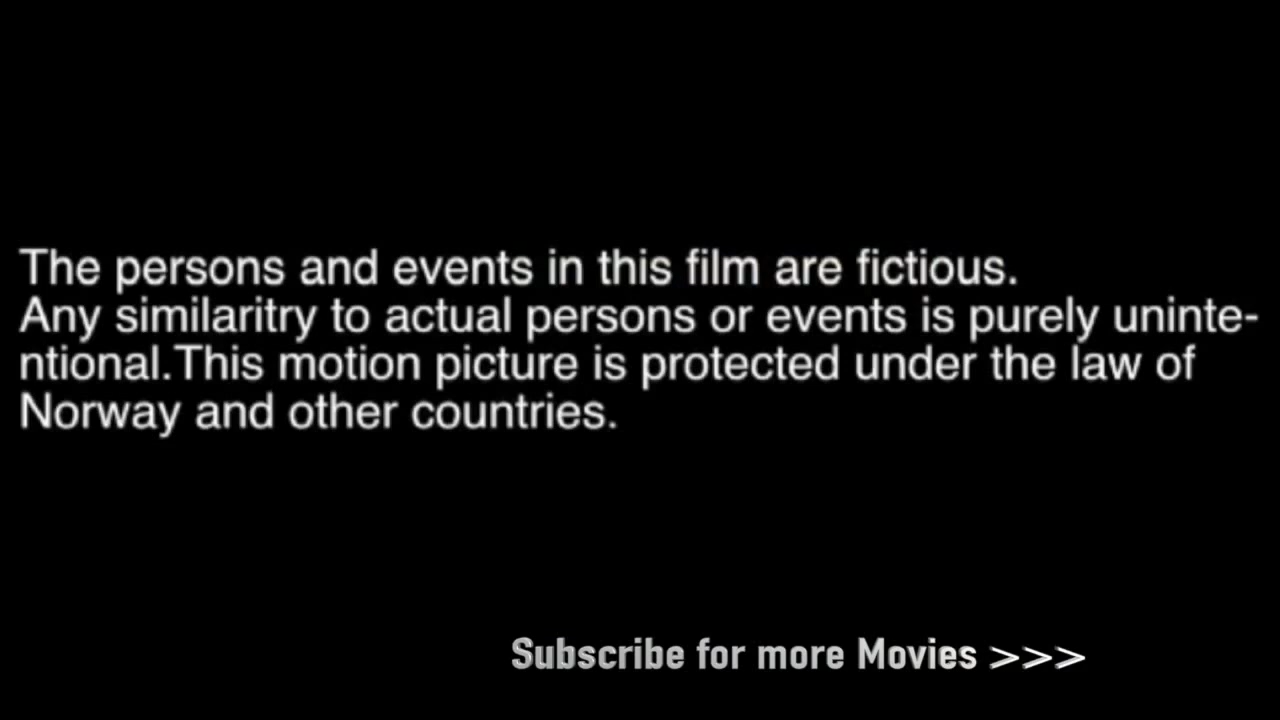 The persons and events in this film are fictious.
Any similaritry to actual persons or events is purely uninte-
ntional.This motion picture is protected under the law of
Norway and other countries.
Subscribe for more Movies >>>